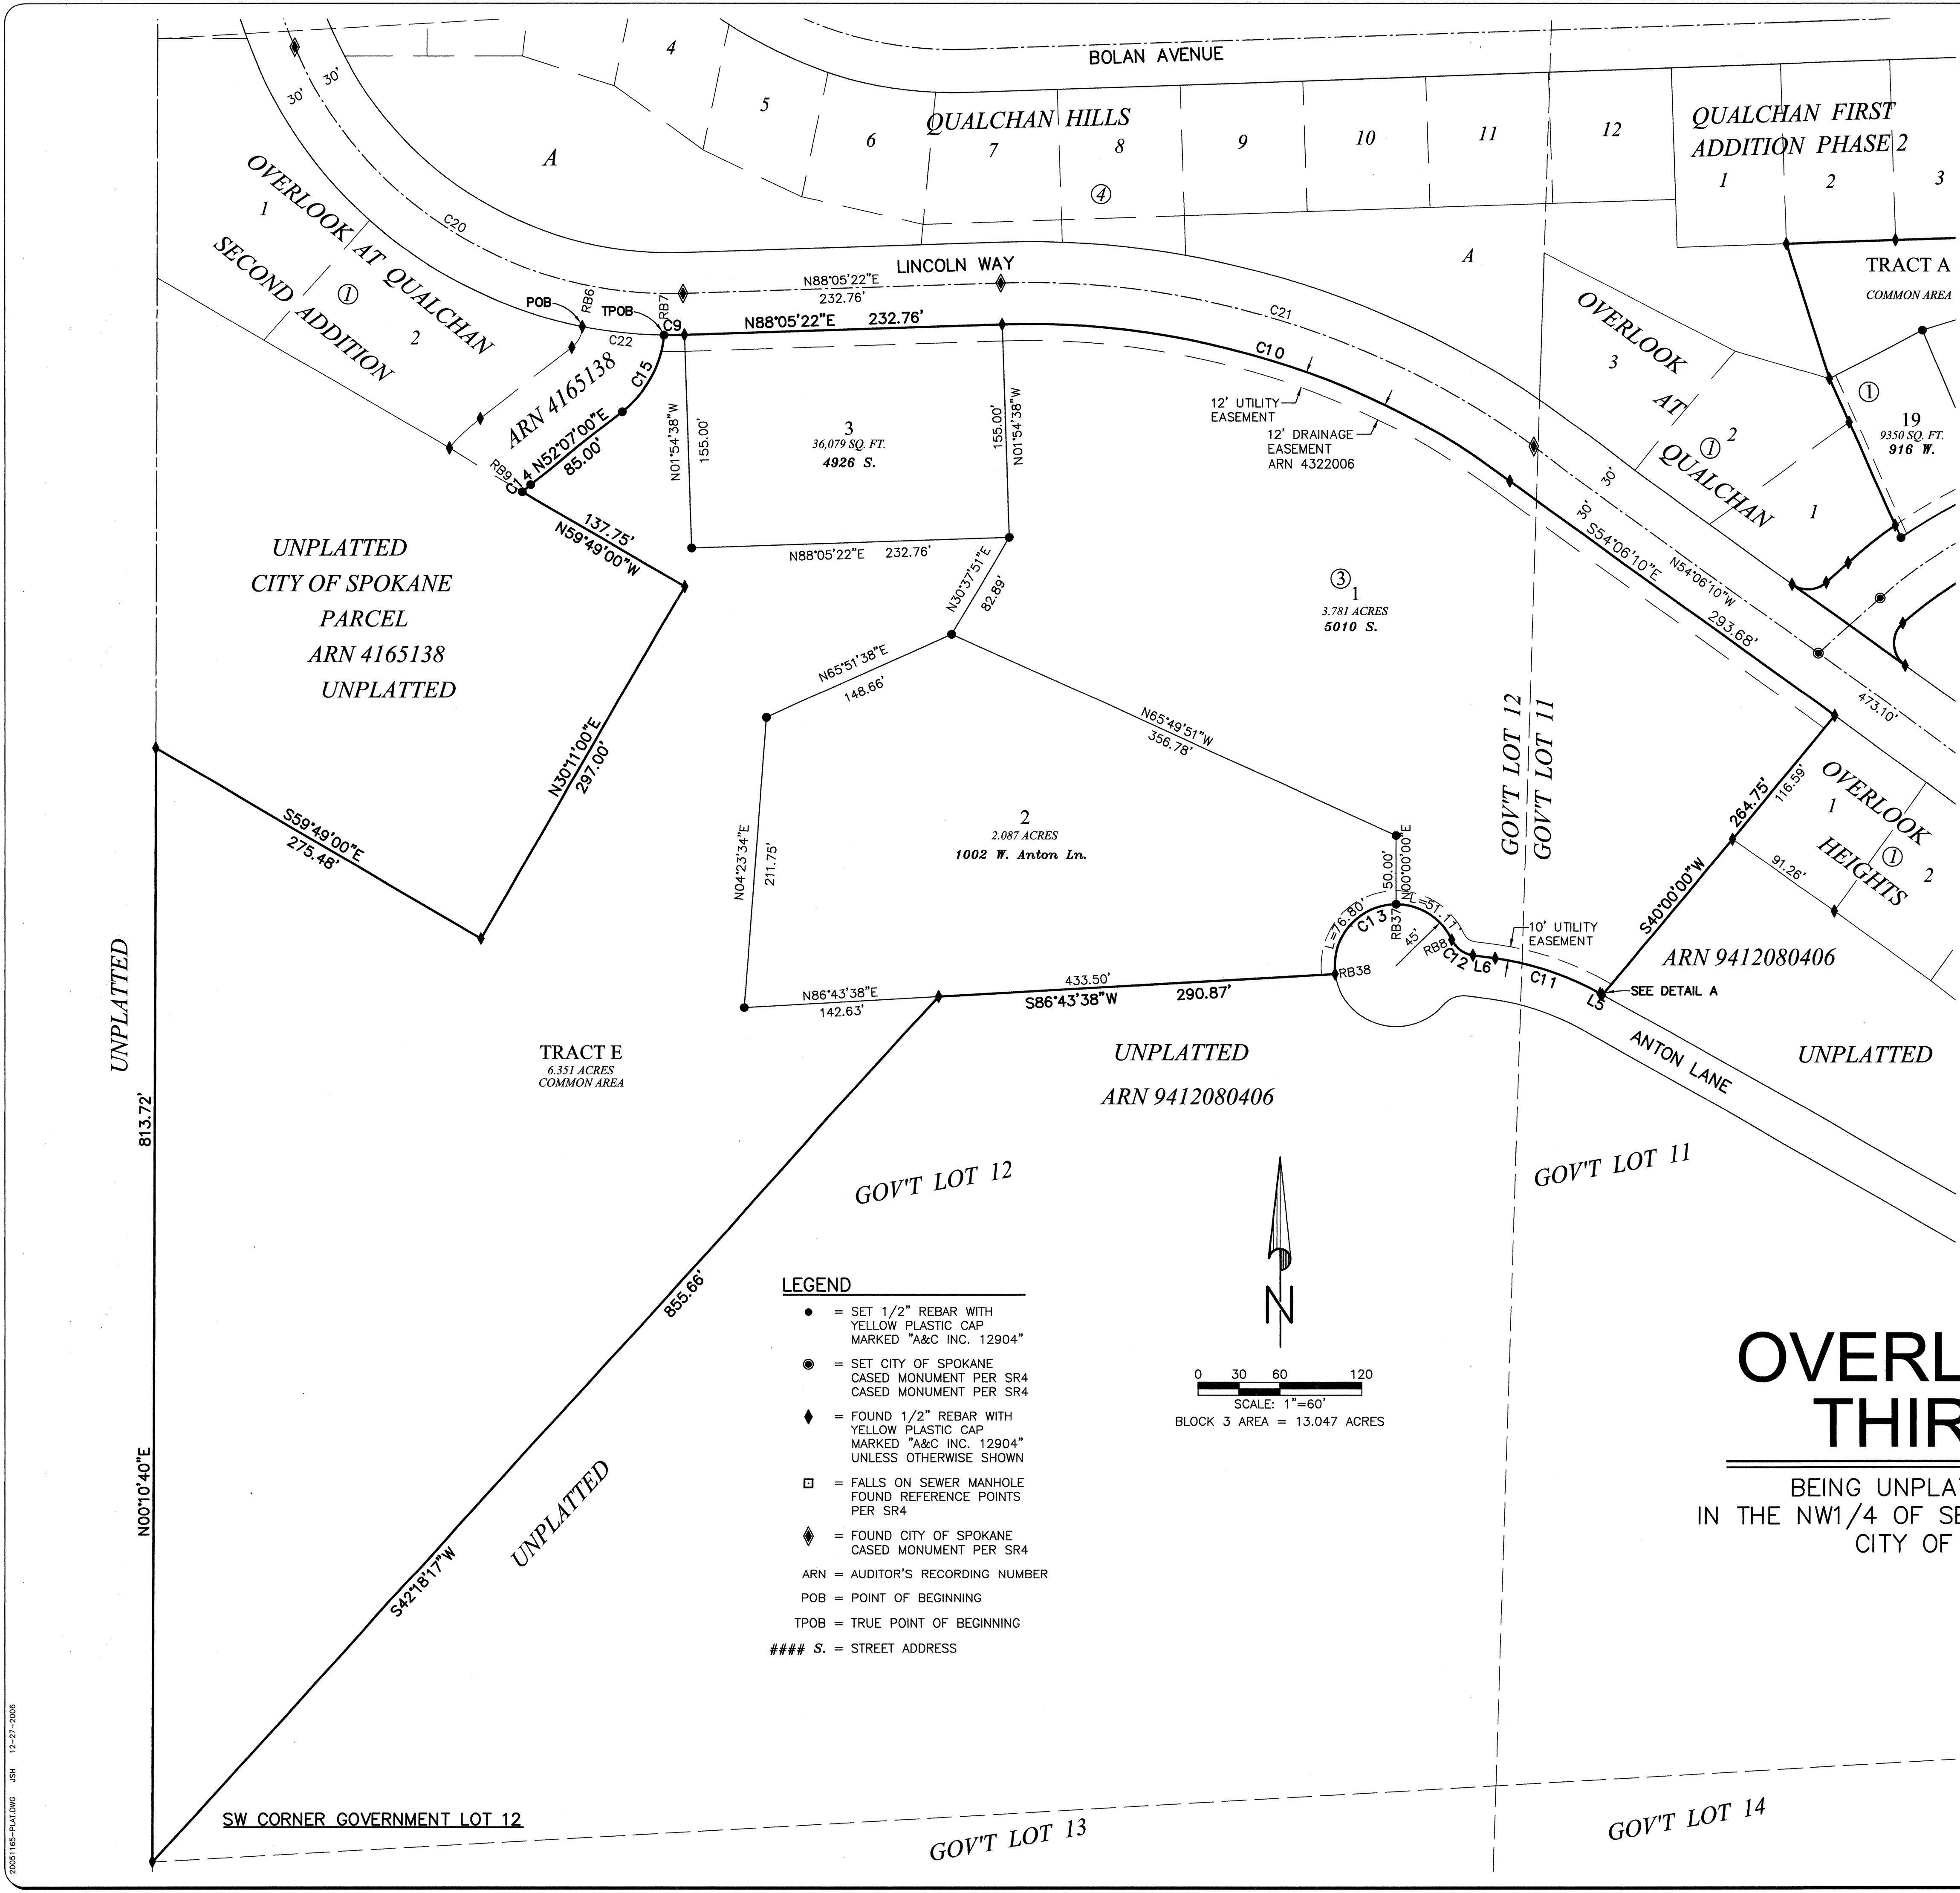 BOLAN AVENUE
30'
30'
4
5
6
QUALCHAN HILLS
7
8
9
10
11
12
4
A
QUALCHAN FIRST
ADDITION PHASE 2
1
2
3
OVERLOOK AT QUALCHAN
SECOND ADDITION
1
1
2
C20
LINCOLN WAY
N88°05'22"E
232.76'
C21
A
TRACT A
COMMON AREA
POB
RB6
TPOB
RB7
C9
C22
N88°05'22"E 232.76'
C10
OVERLOOK
AT
QUALCHAN
3
1
2
1
1
19
9350 SQ. FT.
916 W.
ARN 4165138
C15
N52°07'00"E
85.00'
RB9
C14
N01°54'38"W
155.00'
3
36,079 SQ. FT.
4926 S.
155.00'
N01°54'38"W
12' UTILITY
EASEMENT
12' DRAINAGE
EASEMENT
ARN 4322006
30'
30'
S54°06'10"E
N54°06'10"W
293.68'
473.10'
137.75'
N59°49'00"W
N88°05'22"E 232.76'
N30°37'51"E
82.89'
3
1
3.781 ACRES
5010 S.
UNPLATTED
CITY OF SPOKANE
PARCEL
ARN 4165138
UNPLATTED
N65°51'38"E
148.66'
N65°49'51"W
356.78'
GOV'T LOT 12
GOV'T LOT 11
N30°11'00"E
297.00'
S59°49'00"E
275.48'
N04°23'34"E
211.75'
2
2.087 ACRES
1002 W. Anton Ln.
50.00'
N00°00'00"E
264.75'
116.59'
S40°00'00"W
OVERLOOK
HEIGHTS
1
1
2
91.26'
L=76.80'
C13
RB37
L=51.11'
45'
RB8
C12
L6
10' UTILITY
EASEMENT
C11
L5
SEE DETAIL A
RB38
ARN 9412080406
UNPLATTED
N86°43'38"E
142.63'
433.50'
S86°43'38"W 290.87'
UNPLATTED
813.72'
N00°10'40"E
TRACT E
6.351 ACRES
COMMON AREA
UNPLATTED
ARN 9412080406
ANTON LANE
GOV'T LOT 12
GOV'T LOT 11
855.66'
S42°18'17"W
UNPLATTED
LEGEND
= SET 1/2" REBAR WITH
YELLOW PLASTIC CAP
MARKED "A&C INC. 12904"
= SET CITY OF SPOKANE
CASED MONUMENT PER SR4
CASED MONUMENT PER SR4
= FOUND 1/2" REBAR WITH
YELLOW PLASTIC CAP
MARKED "A&C INC. 12904"
UNLESS OTHERWISE SHOWN
= FALLS ON SEWER MANHOLE
FOUND REFERENCE POINTS
PER SR4
= FOUND CITY OF SPOKANE
CASED MONUMENT PER SR4
ARN = AUDITOR'S RECORDING NUMBER
POB = POINT OF BEGINNING
TPOB = TRUE POINT OF BEGINNING
#### S. = STREET ADDRESS
N
0 30 60 120
SCALE: 1"=60'
BLOCK 3 AREA = 13.047 ACRES
OVERL
THIR
BEING UNPLA
IN THE NW1/4 OF SE
CITY OF
SW CORNER GOVERNMENT LOT 12
GOV'T LOT 13
GOV'T LOT 14
20051165-PLAT.DWG JSH 12-27-2006